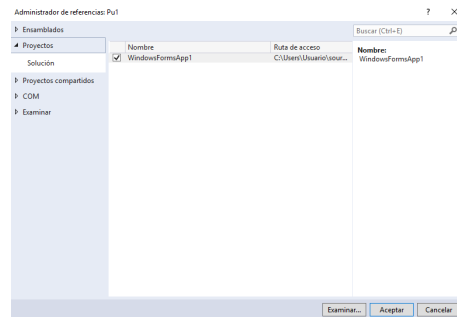 Administrador de referencias: Pu1
Ensamblados
Buscar (Ctrl+E)
Proyectos
Solución
Proyectos compartidos
COM
Examinar
Nombre Ruta de acceso
WindowsFormsApp1 C:\Users\Usuario\sour...
Nombre:
WindowsFormsApp1
Examinar... Aceptar Cancelar